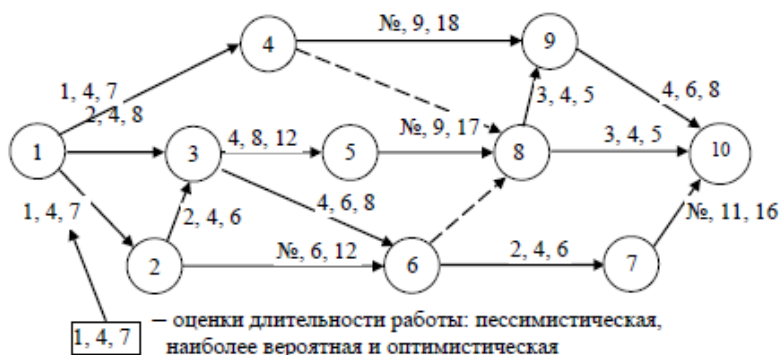 №, 9, 18
4
9
1, 4, 7
2, 4, 8
3, 4, 5
4, 6, 8
№, 9, 17
4, 8, 12
1
3
5
8
3, 4, 5
10
1, 4, 7
2, 4, 6
4, 6, 8
№, 11, 16
2
№, 6, 12
6
2, 4, 6
7
1, 4, 7
– оценки длительности работы: пессимистическая,
наиболее вероятная и оптимистическая